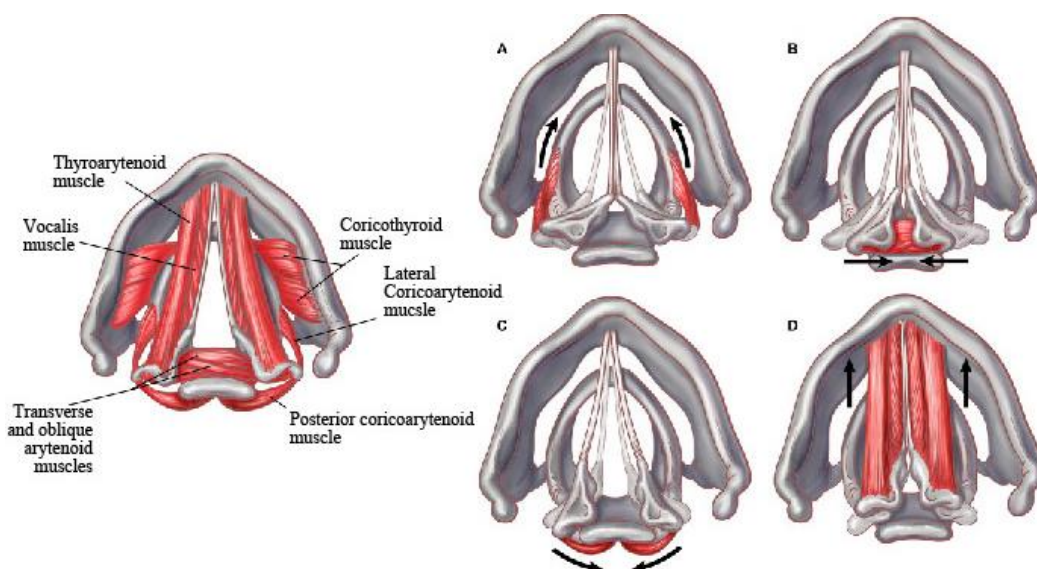 Thyroarytenoid
muscle
Vocalis
muscle
Transverse
and oblique
arytenoid
muscles
Coricothyroid
muscle
Lateral
Coricoarytenoid
mucsle
Posterior coricoarytenoid
muscle
A
B
C
D